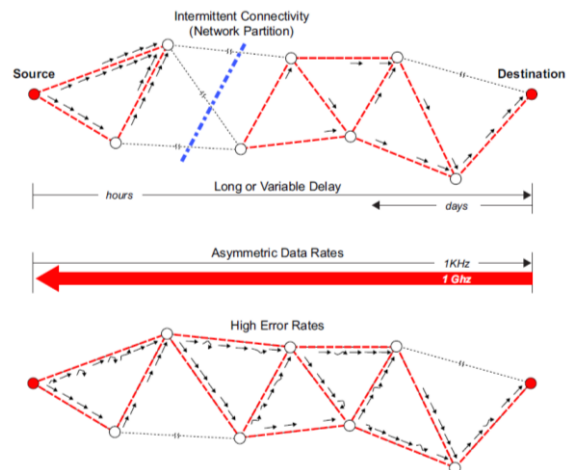 Intermittent Connectivity
(Network Partition)
Source
Destination
hours
Long or Variable Delay
days
Asymmetric Data Rates
1KHz
1 Ghz
High Error Rates